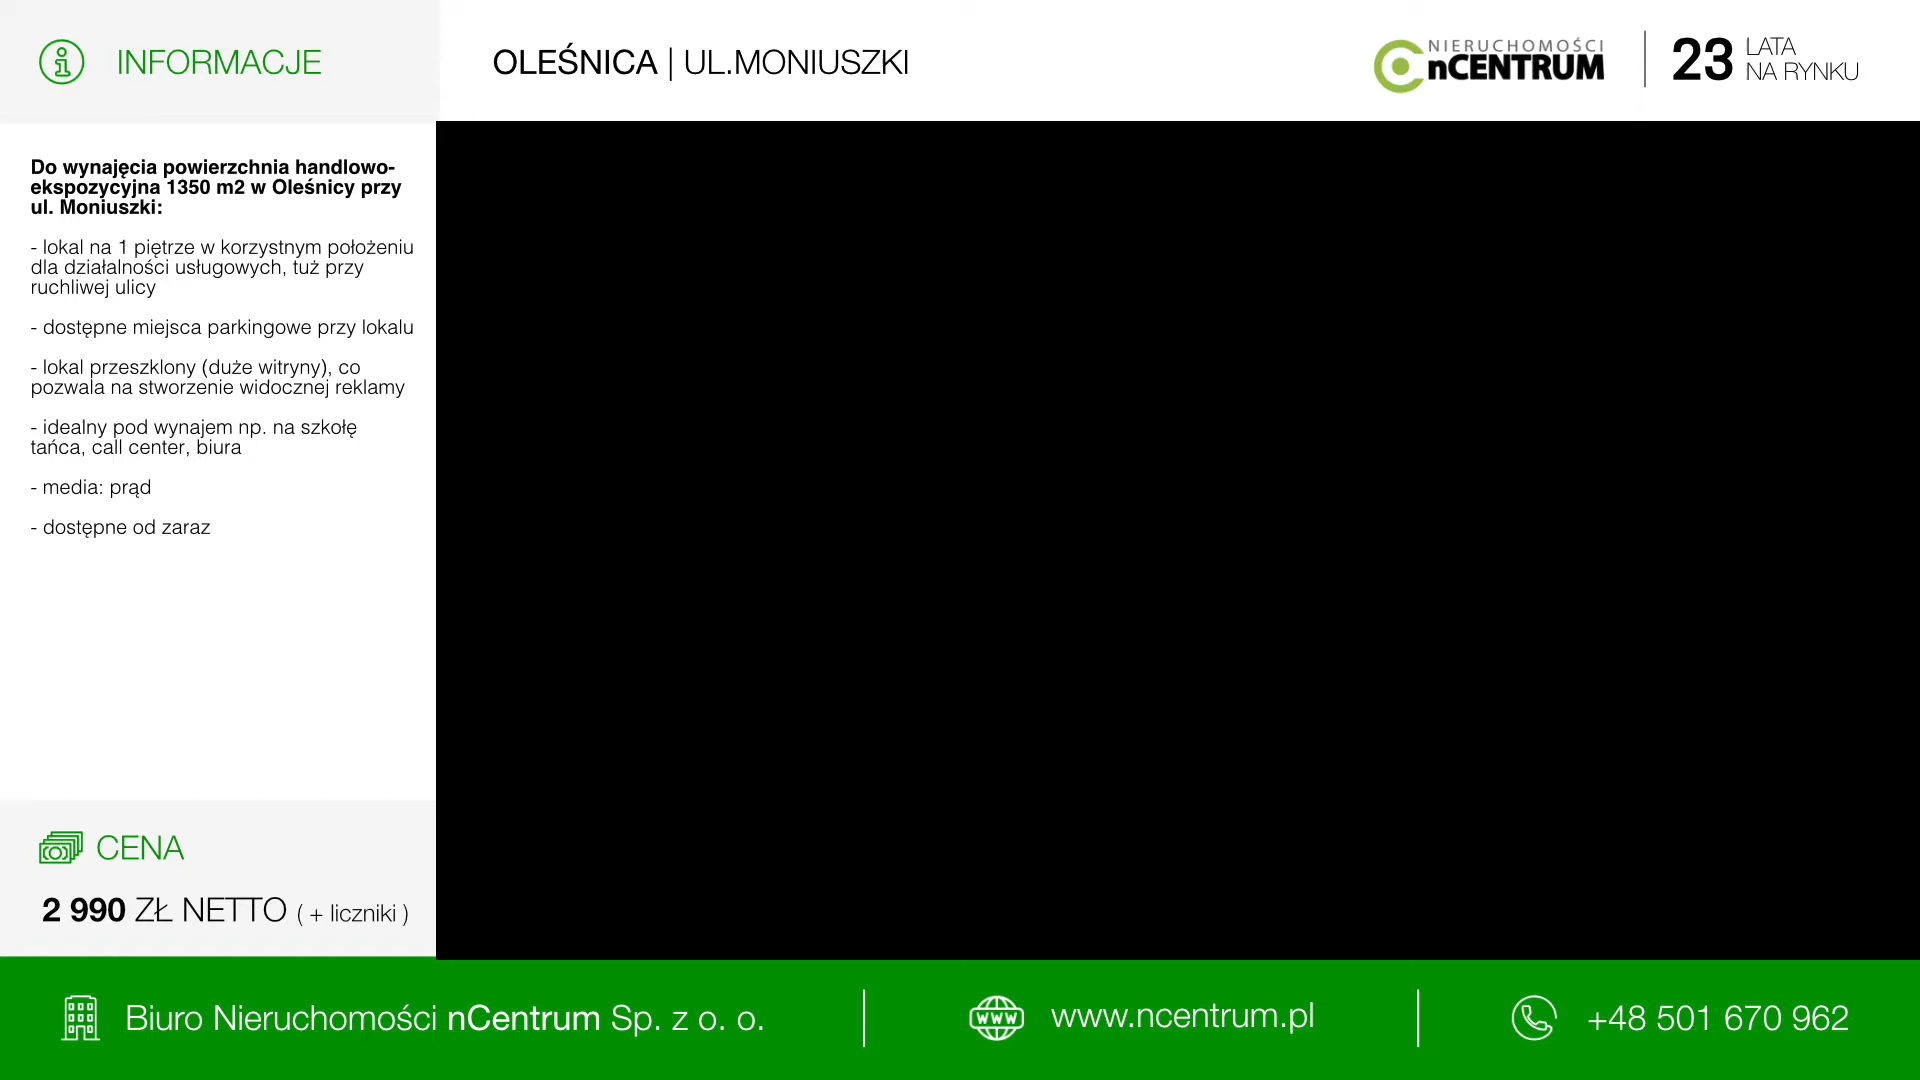 INFORMACJE
OLEŚNICA | UL.MONIUSZKI
NIERUCHOMOŚCI
nCENTRUM
23 LATA
NA RYNKU
Do wynajęcia powierzchnia handlowo-
ekspozycyjna 1350 m2 w Oleśnicy przy
ul. Moniuszki:
- lokal na 1 piętrze w korzystnym położeniu
dla działalności usługowych, tuż przy
ruchliwej ulicy
- dostępne miejsca parkingowe przy lokalu
- lokal przeszklony (duże witryny), co
pozwala na stworzenie widocznej reklamy
- idealny pod wynajem np. na szkołę
tańca, call center, biura
- media: prąd
- dostępne od zaraz
CENA
2 990 ZŁ NETTO ( + liczniki )
Biuro Nieruchomości nCentrum Sp. z o. o.
www
www.ncentrum.pl
+48 501 670 962